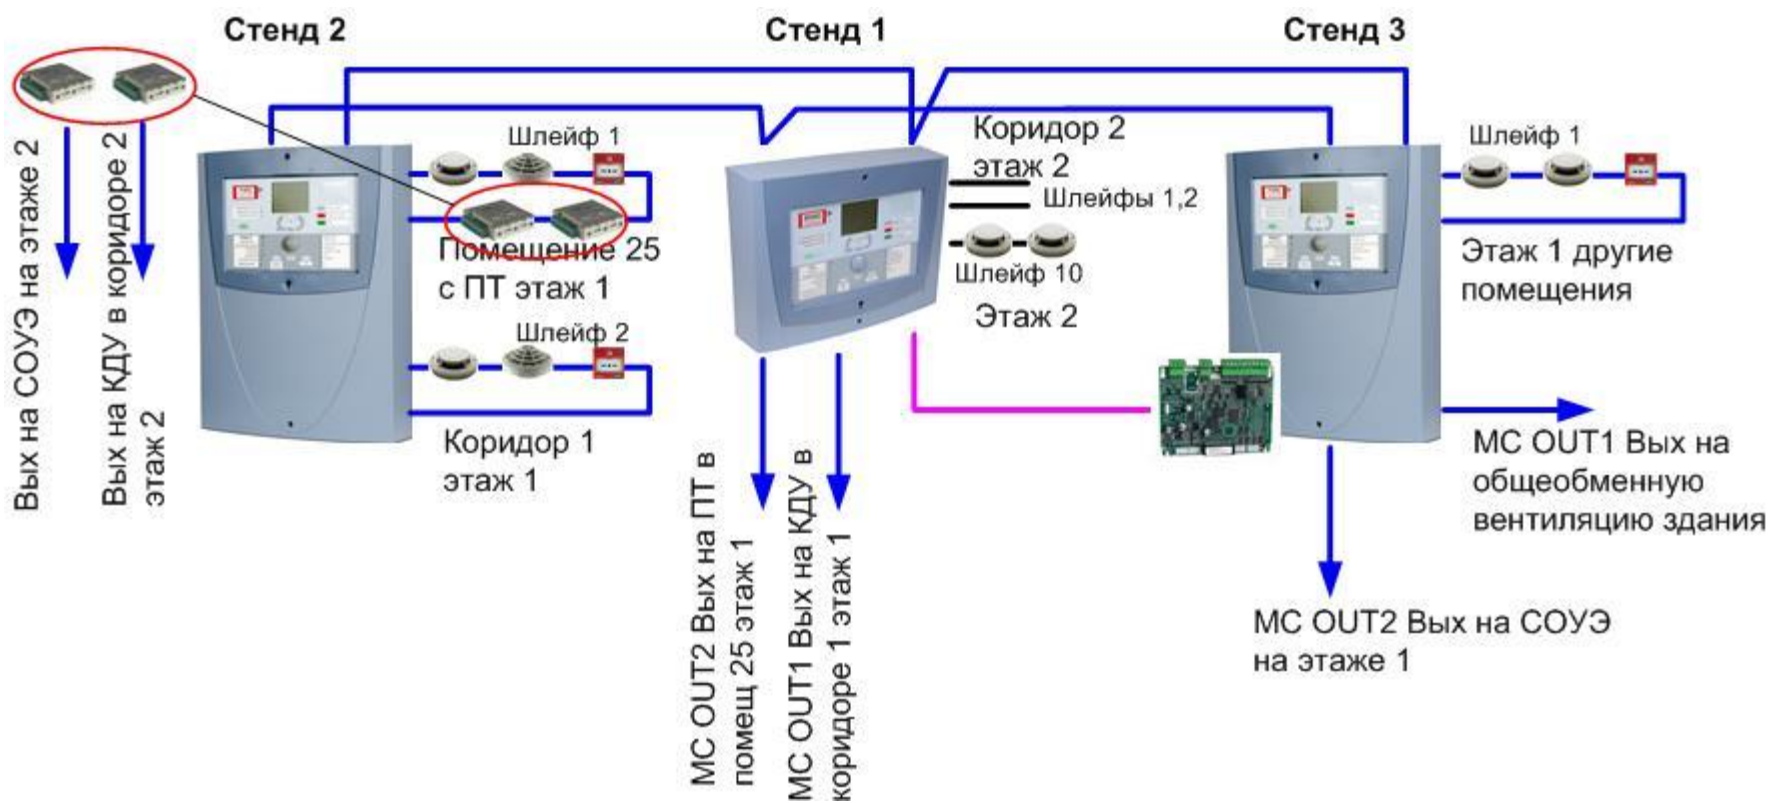 Стенд 2
Стенд 1
Стенд 3
Вых на СОУЭ на этаже 2
Вых на КДУ в коридоре 2
этаж 2
Шлейф 1
Помещение 25
с ПТ этаж 1
Шлейф 2
Коридор 1
этаж 1
Коридор 2
этаж 2
Шлейфы 1,2
Шлейф 10
Этаж 2
МС OUT2 Вых на ПТ в
помещ 25 этаж 1
МС OUT1 Вых на КДУ в
коридоре 1 этаж 1
Шлейф 1
Этаж 1 другие
помещения
МС OUT1 Вых на
общеобменную
вентиляцию здания
МС OUT2 Вых на СОУЭ
на этаже 1